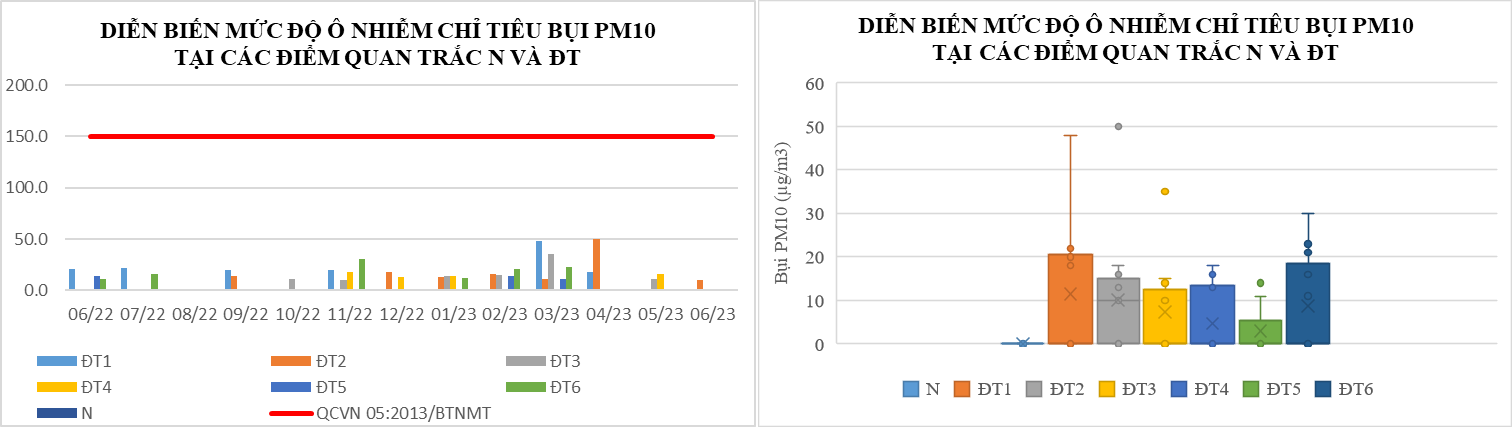 DIỄN BIẾN MỨC ĐỘ Ô NHIỄM CHỈ TIÊU BỤI PM10
TẠI CÁC ĐIỂM QUAN TRẮC N VÀ ĐT
200.0
150.0
100.0
50.0
0.0
06/22 07/22 08/22 09/22 10/22 11/22 12/22 01/23 02/23 03/23 04/23 05/23 06/23
ĐT1 ĐT2 ĐT3
ĐT4 ĐT5 ĐT6
N QCVN 05:2013/BTNMT
DIỄN BIẾN MỨC ĐỘ Ô NHIỄM CHỈ TIÊU BỤI PM10
TẠI CÁC ĐIỂM QUAN TRẮC N VÀ ĐT
Bụi PM10 (µg/m3)
60
50
40
30
20
10
0
N ĐT1 ĐT2 ĐT3 ĐT4 ĐT5 ĐT6